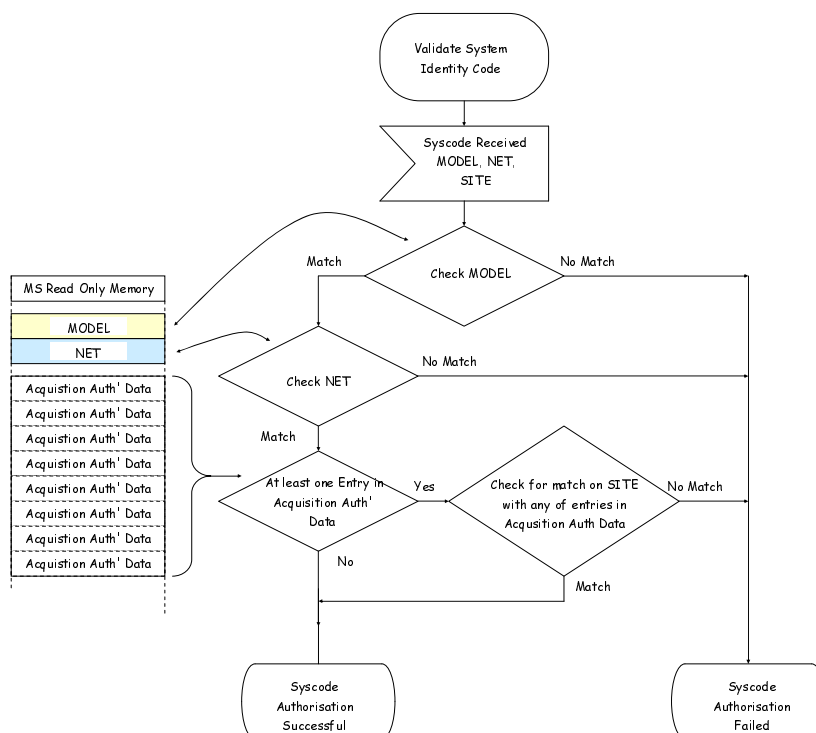 Validate System
Identity Code
Syscode Received
MODEL, NET,
SITE
Match
No Match
Check MODEL
MS Read Only Memory
MODEL
NET
No Match
Check NET
Acquistion Auth' Data
Acquistion Auth' Data
Acquistion Auth' Data
Acquistion Auth' Data
Acquistion Auth' Data
Acquistion Auth' Data
Acquistion Auth' Data
Acquistion Auth' Data
Match
At least one Entry in
Acquisition Auth'
Data
Yes
Check for match on SITE
with any of entries in
Acqusition Auth Data
No Match
No
Match
Syscode
Authorisation
Successful
Syscode
Authorisation
Failed